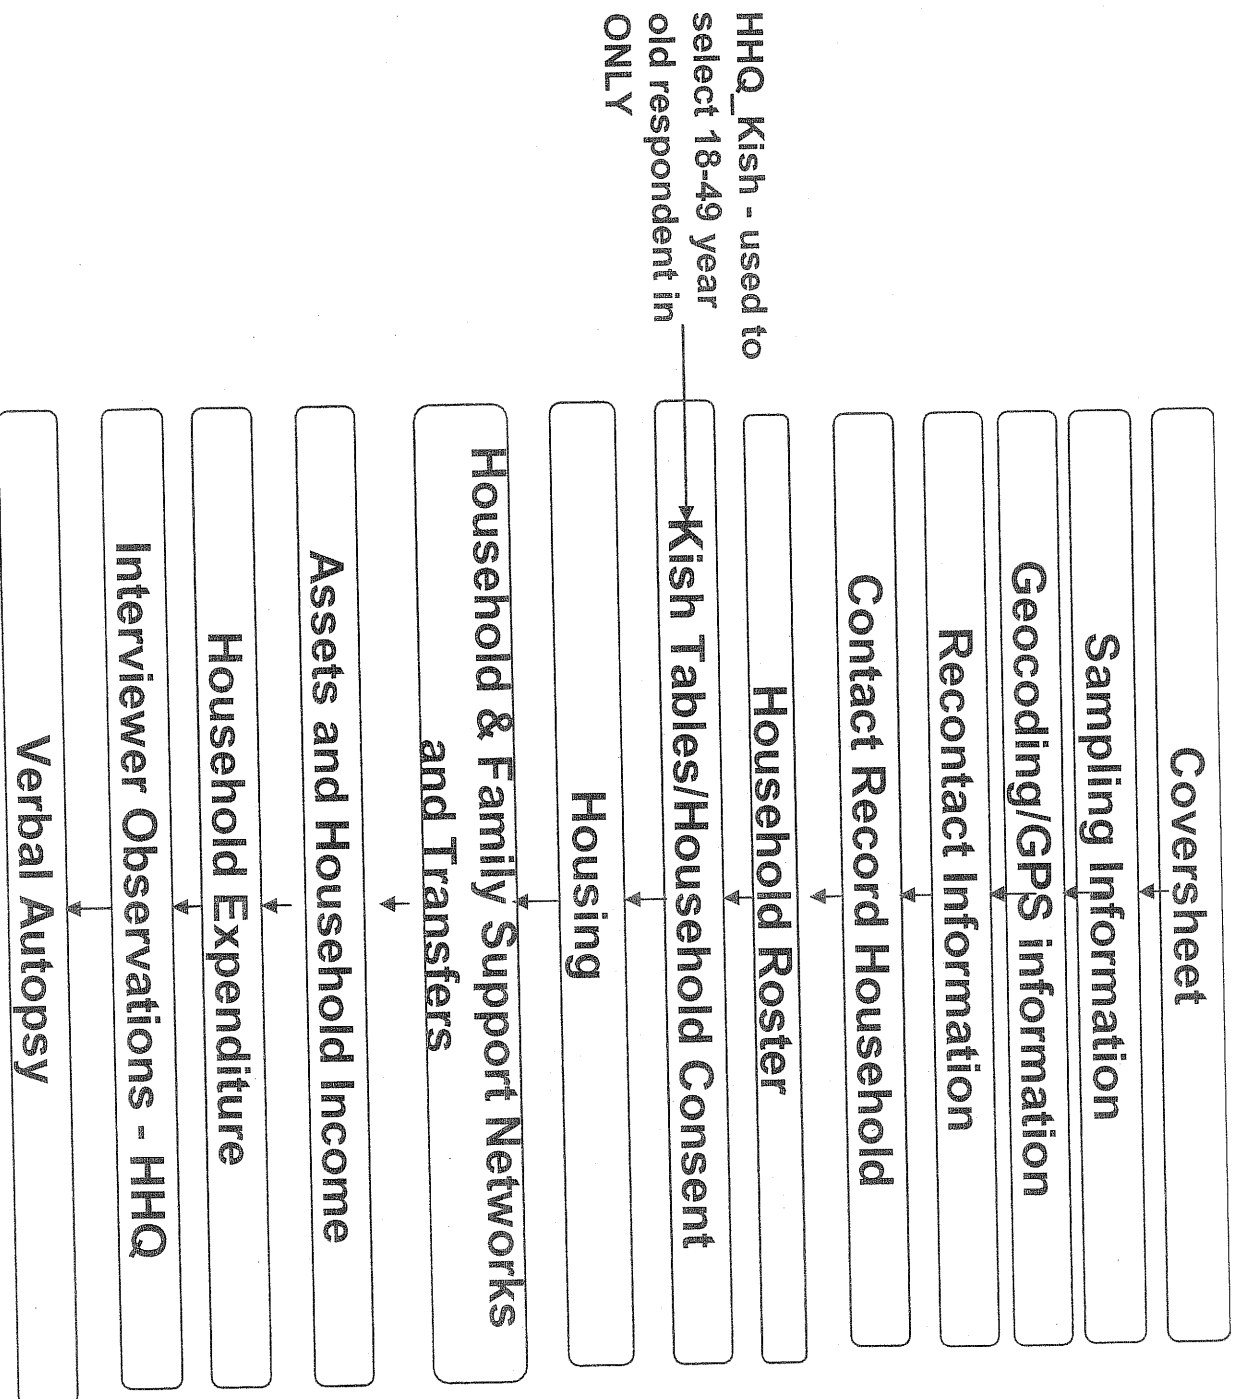 Coversheet
Sampling Information
Geocoding/GPS information
Recontact Information
Contact Record Household
Household Roster
HHQ_Kish - used to
select 18-49 year
old respondent in
ONLY
Kish Tables/Household Consent
Housing
Household & Family Support Networks
and Transfers
Assets and Household Income
Household Expenditure
Interviewer Observations - HHQ
Verbal Autopsy